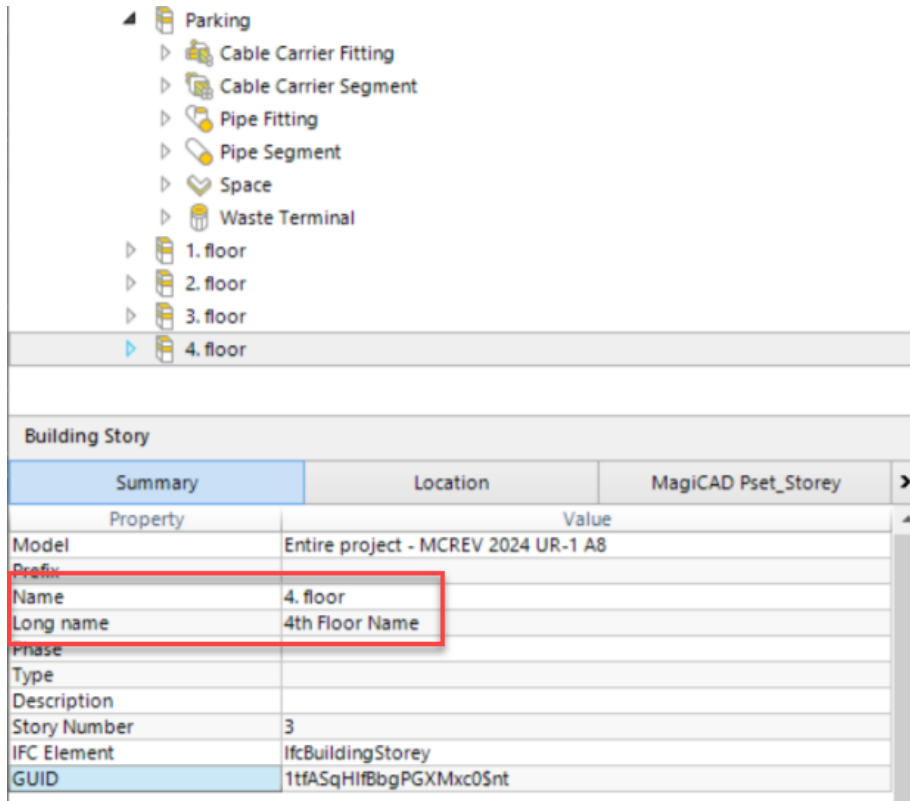 Parking
Cable Carrier Fitting
Cable Carrier Segment
Pipe Fitting
Pipe Segment
Space
Waste Terminal
1. floor
2. floor
3. floor
4. floor
Building Story
Summary Location MagiCAD Pset_Storey
Property Value
Model Entire project - MCREV 2024 UR-1 A8
Prefix
Name 4. floor
Long name 4th Floor Name
Phase
Type
Description
Story Number 3
IFC Element IfcBuildingStorey
GUID 1tfASqHIfBbgPGXMxc0$nt